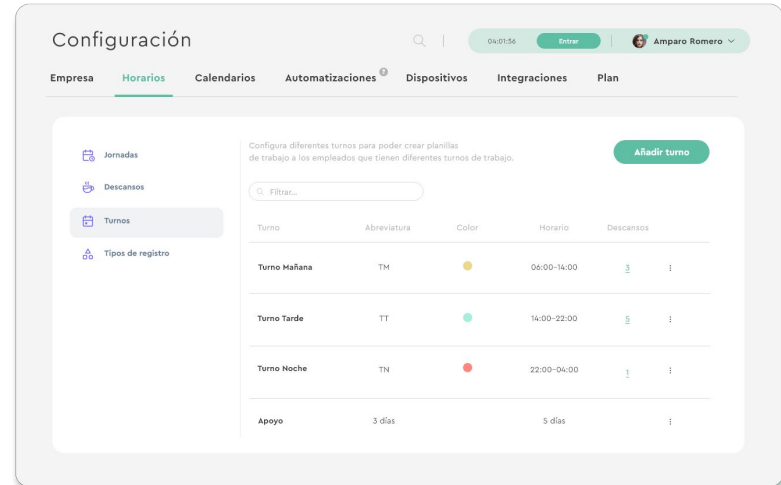 Configuración
04:01:56 Entrar Amparo Romero
Empresa Horarios Calendarios Automatizaciones ? Dispositivos Integraciones Plan
Jornadas
Descansos
Turnos
Tipos de registro
Configura diferentes turnos para poder crear planillas
de trabajo a los empleados que tienen diferentes turnos de trabajo.
Añadir turno
Filtrar...
Turno Abreviatura Color Horario Descansos
Turno Mañana TM 06:00-14:00 3
Turno Tarde TT 14:00-22:00 5
Turno Noche TN 22:00-04:00 1
Apoyo 3 días 5 días